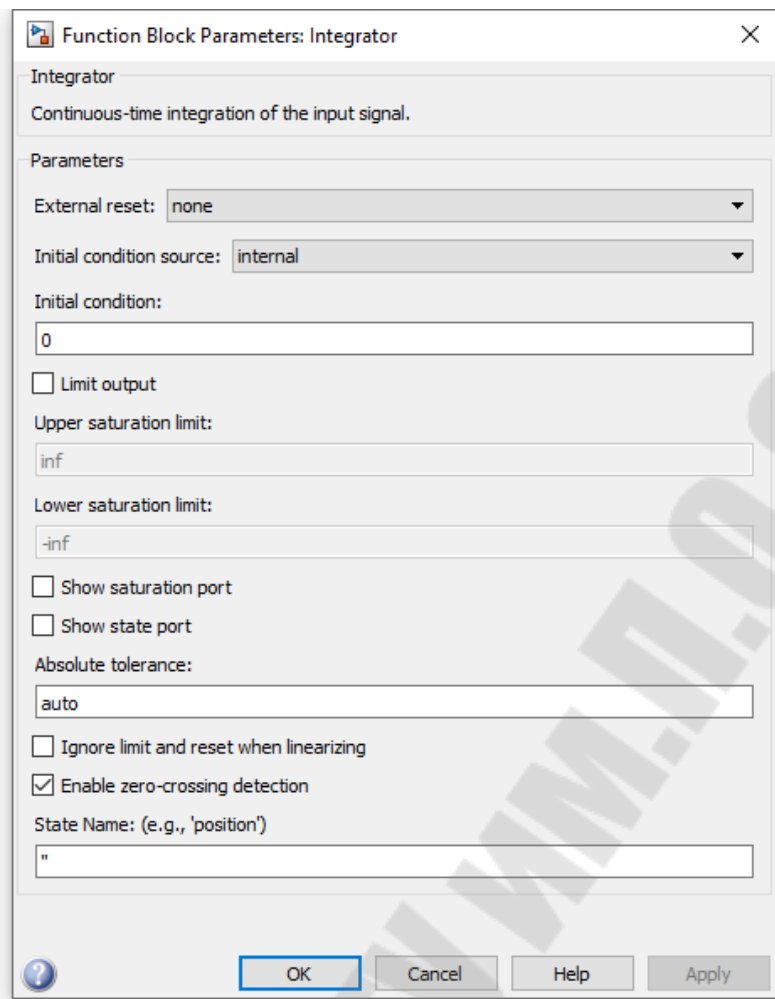 Function Block Parameters: Integrator
Integrator
Continuous-time integration of the input signal.
Parameters
External reset: none
Initial condition source: internal
Initial condition:
0
Limit output
Upper saturation limit:
inf
Lower saturation limit:
-inf
Show saturation port
Show state port
Absolute tolerance:
auto
Ignore limit and reset when linearizing
Enable zero-crossing detection
State Name: (e.g., 'position')
''
OK Cancel Help Apply
им.П.О